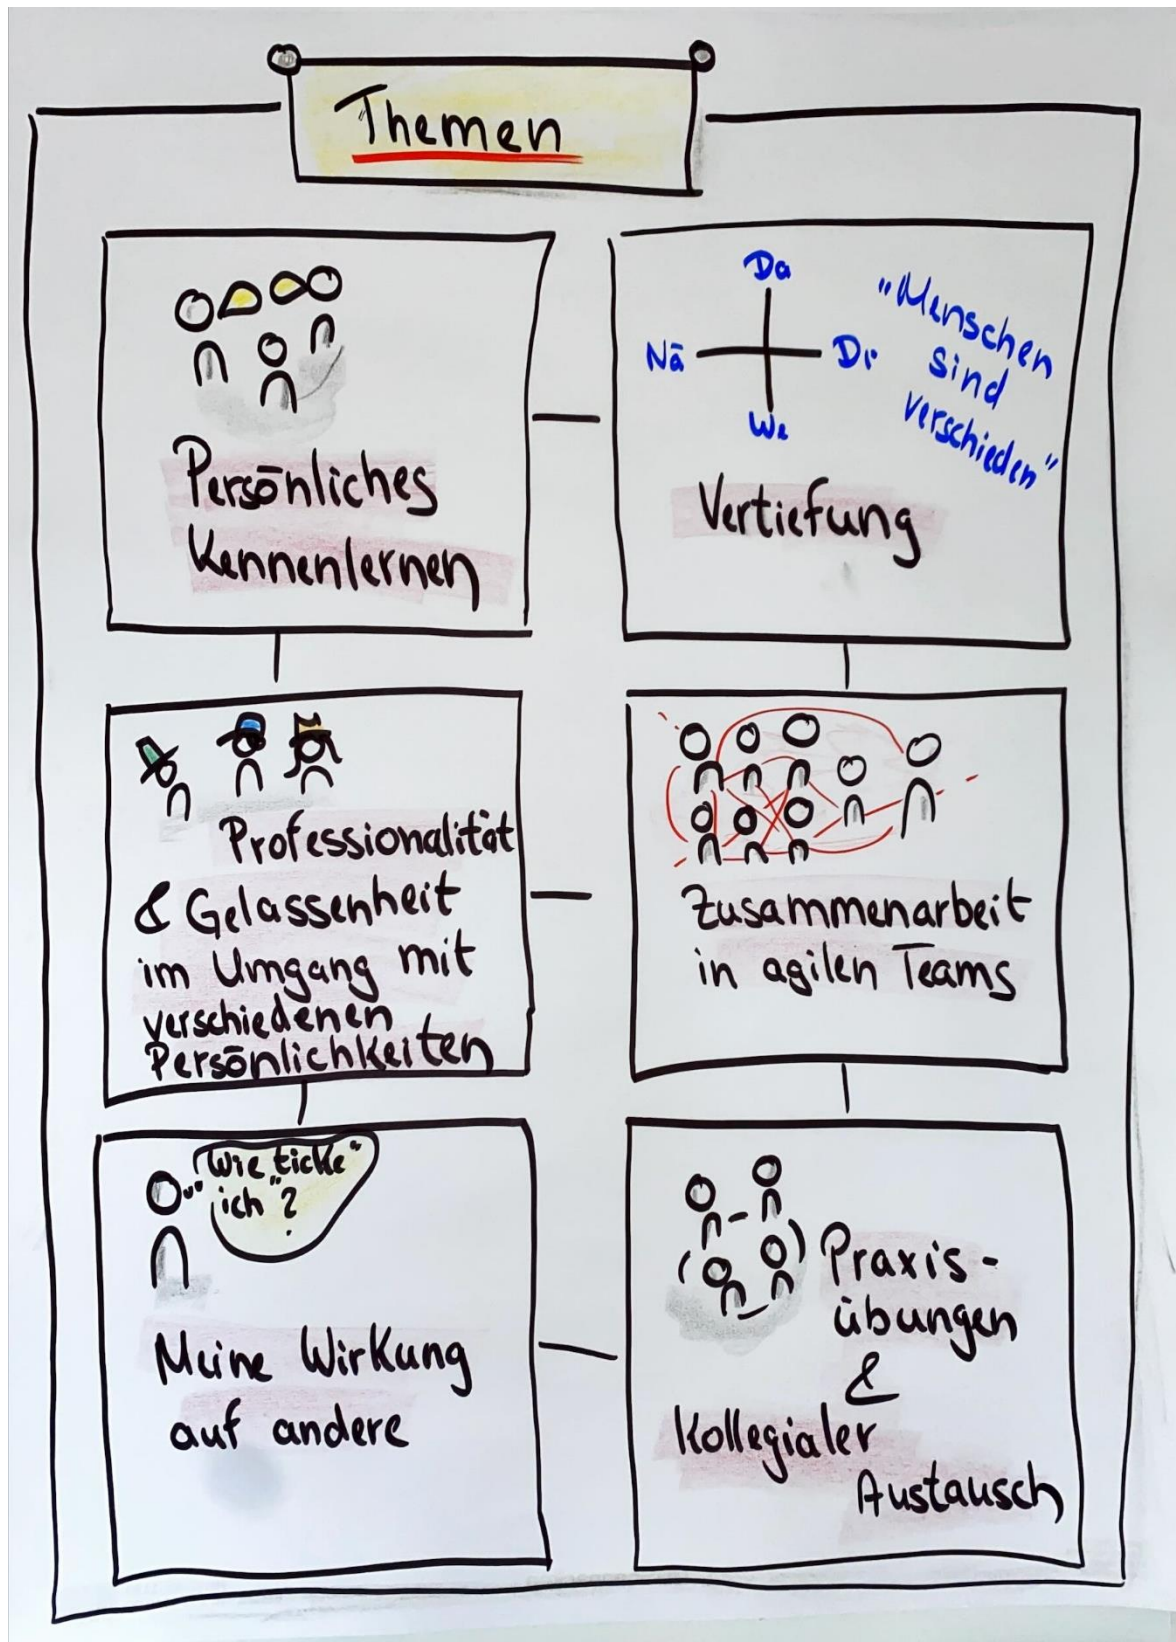 Themen
Persönliches
Kennenlernen
Da
Nä
Di
We
"Menschen
sind
verschieden"
Vertiefung
Professionalität
& Gelassenheit
im Umgang mit
verschiedenen
Persönlichkeiten
Zusammenarbeit
in agilen Teams
"Wie ticke"
ich"?
Meine Wirkung
auf andere
Praxis-
übungen
&
Kollegialer
Austausch